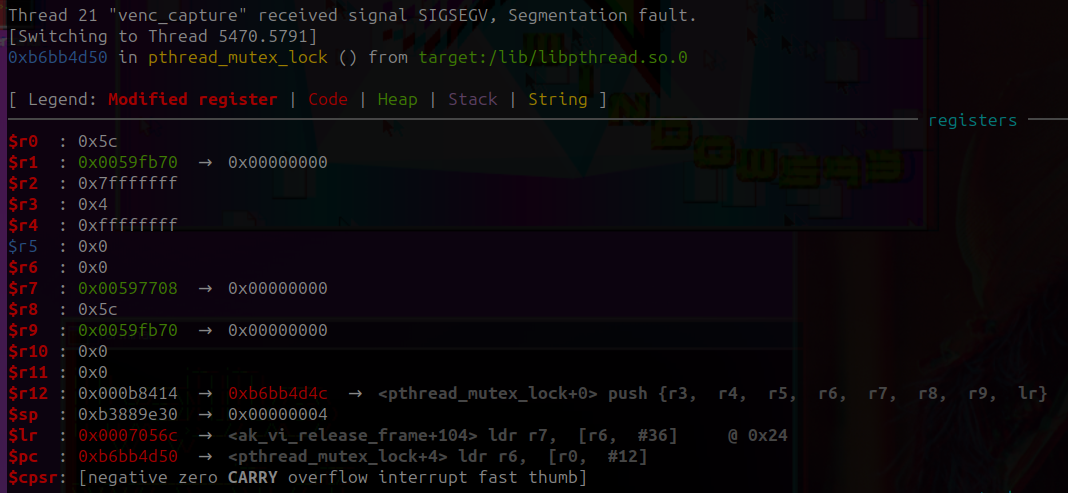 Thread 21 "venc_capture" received signal SIGSEGV, Segmentation fault.
[Switching to Thread 5470.5791]
0xb6bb4d50 in pthread_mutex_lock () from target:/lib/libpthread.so.0
[ Legend: Modified register | Code | Heap | Stack | String ]
registers
$r0 : 0x5c
$r1 : 0x0059fb70 → 0x00000000
$r2 : 0x7fffffff
$r3 : 0x4
$r4 : 0xffffffff
$r5 : 0x0
$r6 : 0x0
$r7 : 0x00597708 → 0x00000000
$r8 : 0x5c
$r9 : 0x0059fb70 → 0x00000000
$r10 : 0x0
$r11 : 0x0
$r12 : 0x000b8414 → 0xb6bb4d4c → <pthread_mutex_lock+0> push {r3, r4, r5, r6, r7, r8, r9, lr}
$sp : 0xb3889e30 → 0x00000004
$lr : 0x0007056c → <ak_vi_release_frame+104> ldr r7, [r6, #36] @ 0x24
$pc : 0xb6bb4d50 → <pthread_mutex_lock+4> ldr r6, [r0, #12]
$cpsr: [negative zero CARRY overflow interrupt fast thumb]